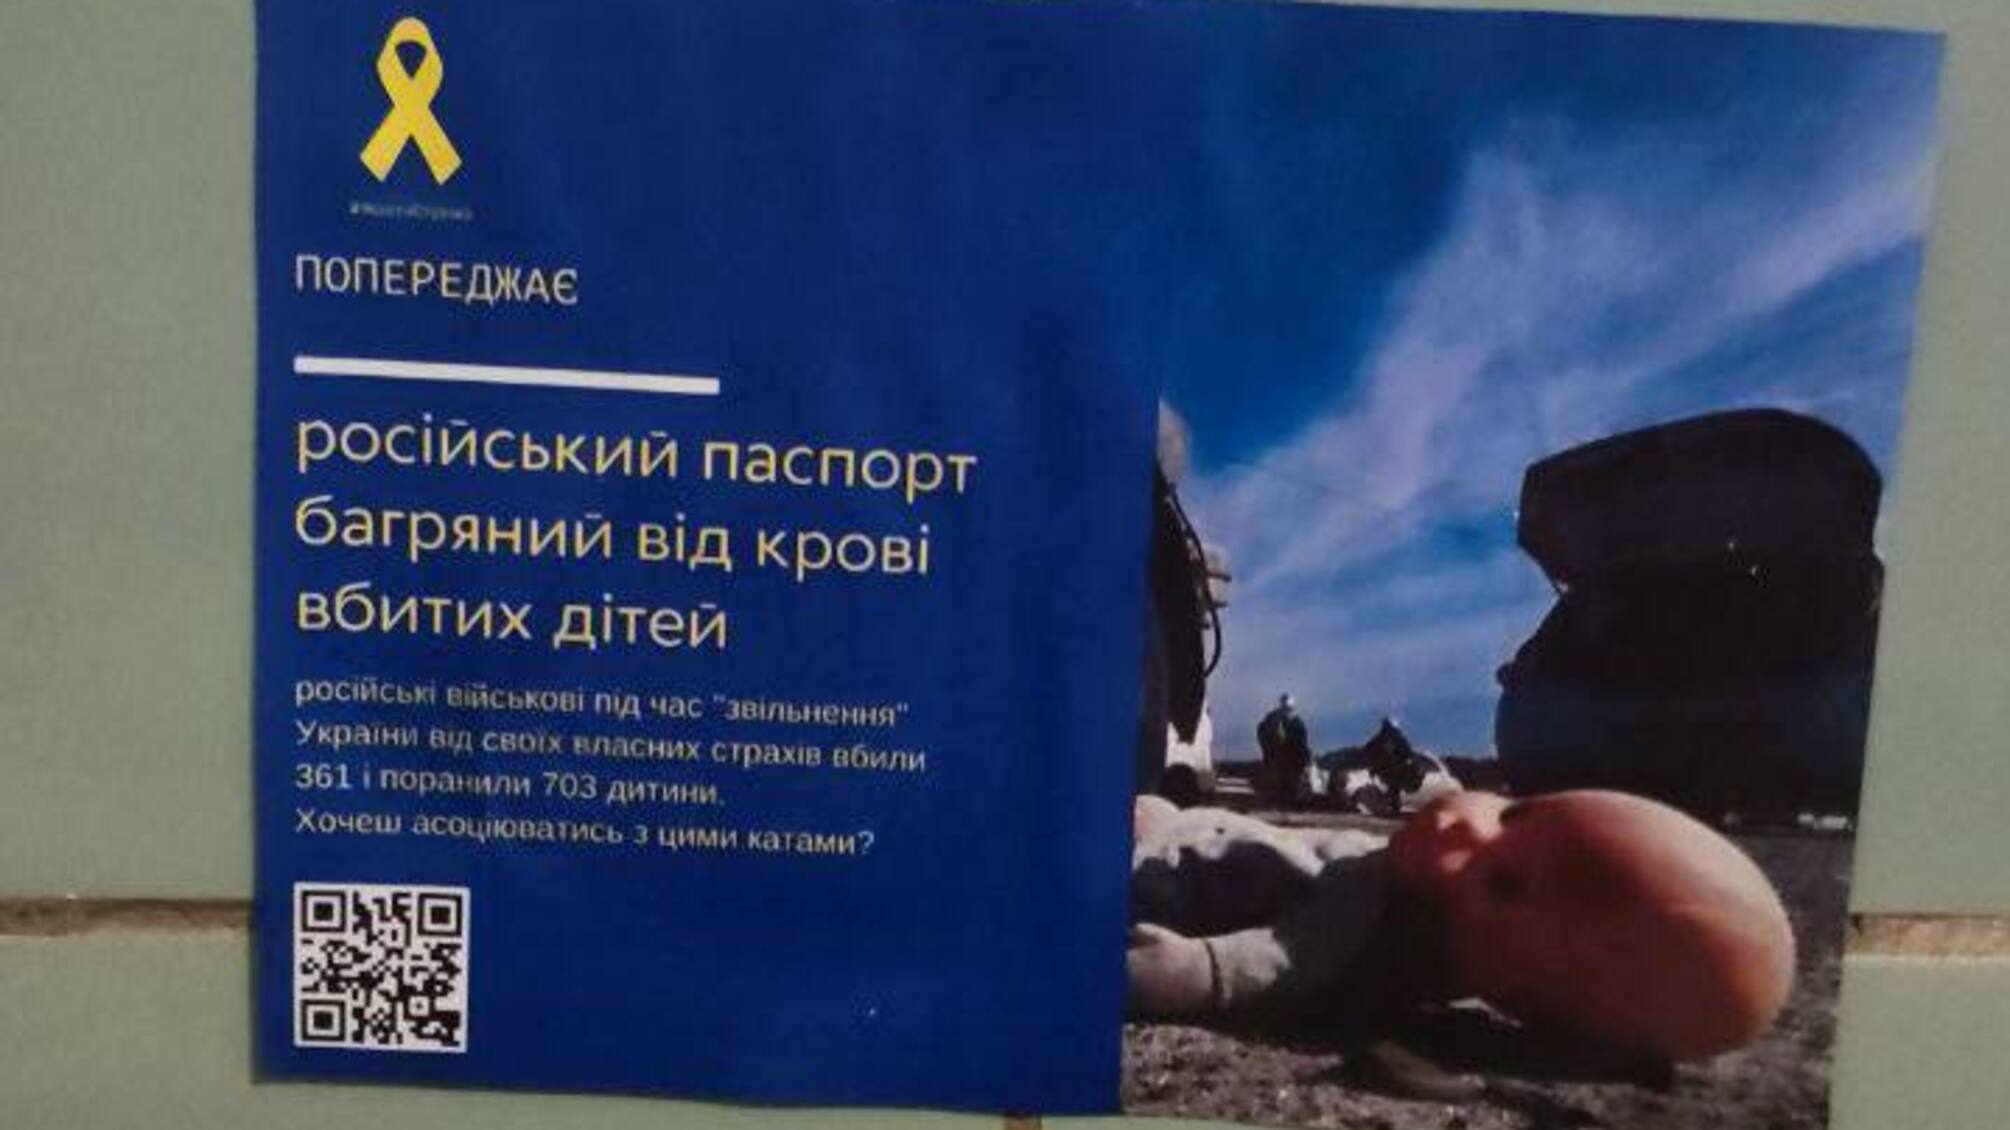 ПОПЕРЕДЖАЄ
російський паспорт
багряний від крові
вбитих дітей
російські військові під час "звільнення"
України від своїх власних страхів вбили
361 і поранили 703 дитини.
Хочеш асоціюватись з цими катами?